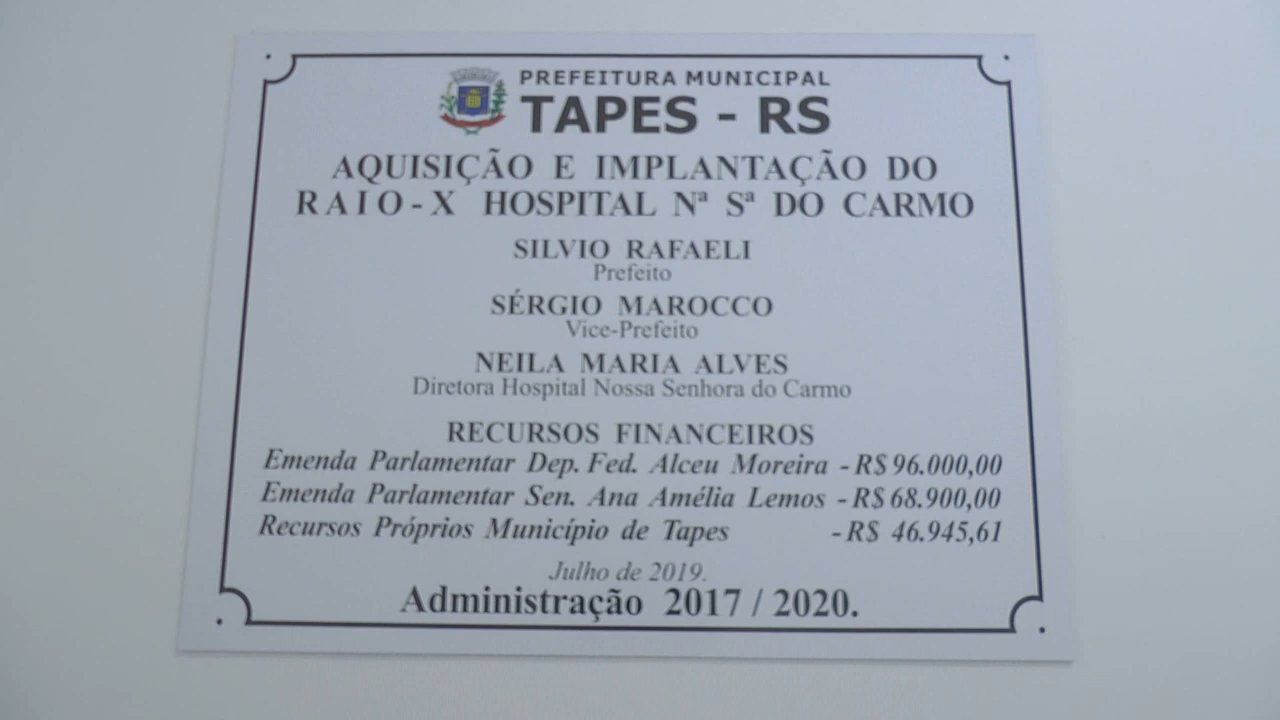 PREFEITURA MUNICIPAL
TAPES - RS
AQUISIÇÃO E IMPLANTAÇÃO DO
RAIO-X HOSPITAL Nª Sª DO CARMO
SILVIO RAFAELI
Prefeito
SÉRGIO MAROCCO
Vice-Prefeito
NEILA MARIA ALVES
Diretora Hospital Nossa Senhora do Carmo
RECURSOS FINANCEIROS
Emenda Parlamentar Dep. Fed. Alceu Moreira - R$ 96.000,00
Emenda Parlamentar Sen. Ana Amélia Lemos - R$ 68.900,00
Recursos Próprios Município de Tapes - R$ 46.945,61
Julho de 2019.
Administração 2017 / 2020.